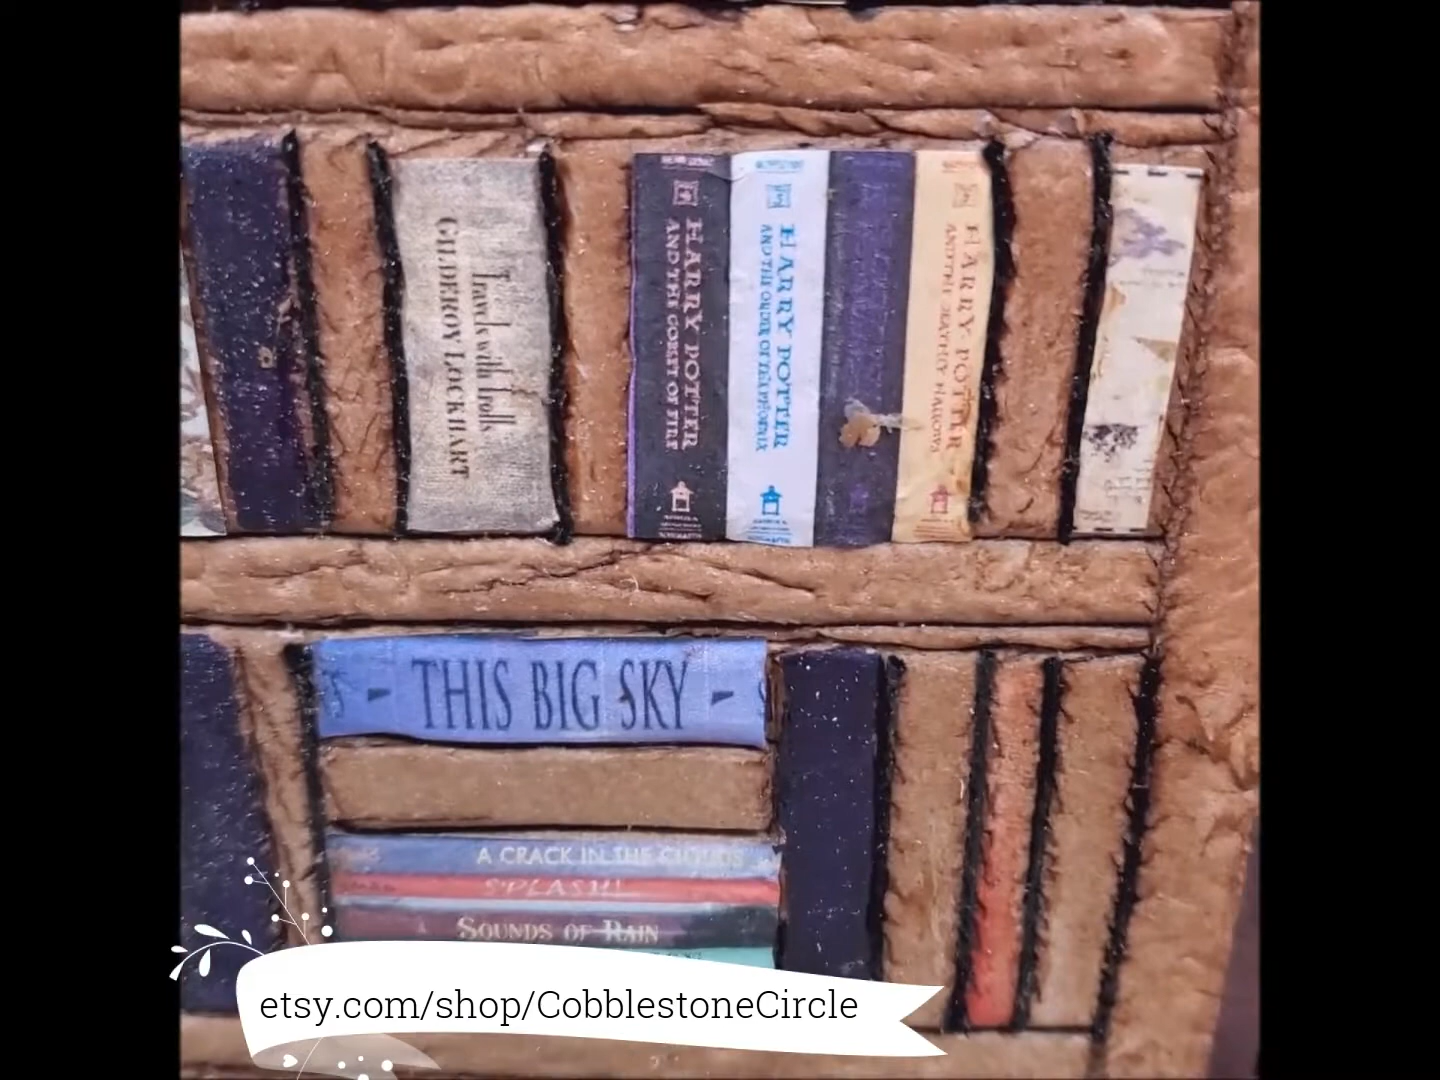 Travels with Trolls
GILDEROY LOCKHART
HARRY POTTER
AND THE GOBLET OF FIRE
HARRY POTTER
AND THE ORDER OF THE PHOENIX
HARRY POTTER
AND THE DEATHLY HALLOWS
- THIS BIG SKY -
A CRACK IN THE CLOUDS
SPLASH!
SOUNDS OF RAIN
etsy.com/shop/CobblestoneCircle